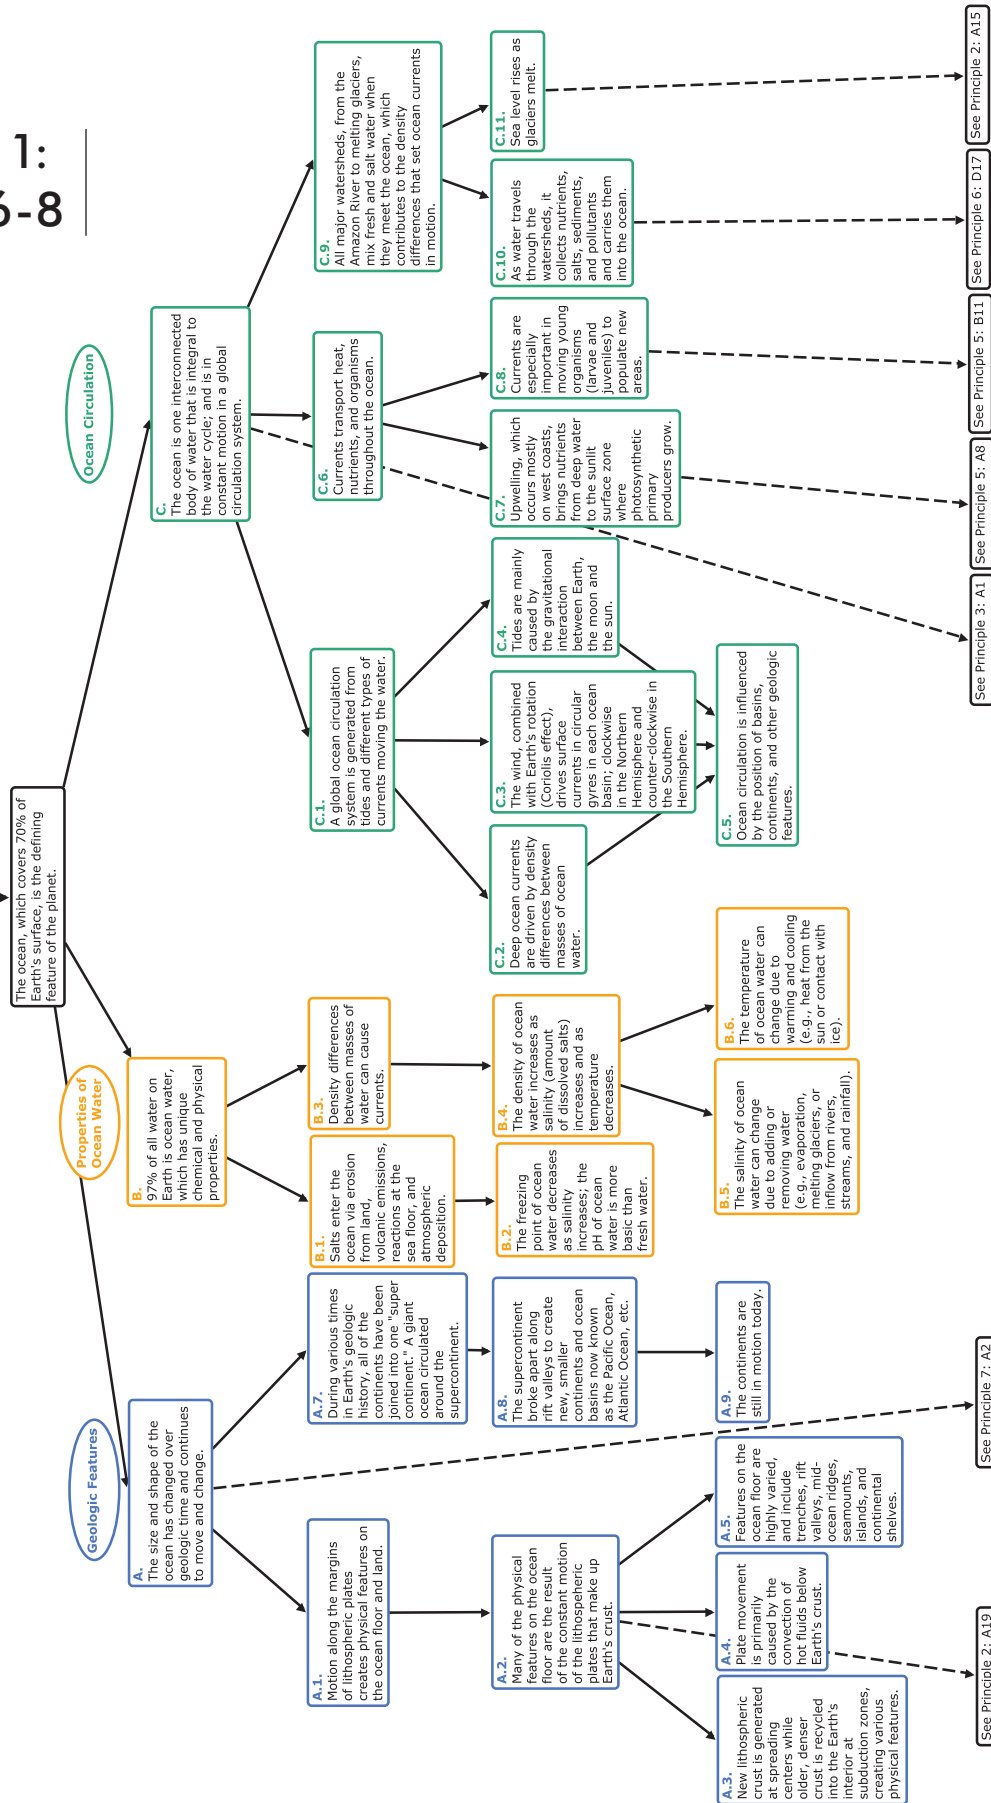 1:
6-8
The ocean, which covers 70% of
Earth's surface, is the defining
feature of the planet.
Geologic Features
A.
The size and shape of the
ocean has changed over
geologic time and continues
to move and change.
A.1.
Motion along the margins
of lithospheric plates
creates physical features on
the ocean floor and land.
A.2.
Many of the physical
features on the ocean
floor are the result
of the constant motion
of the lithospeheric
plates that make up
Earth's crust.
A.3.
New lithospheric
crust is generated
at spreading
centers while
older, denser
crust is recycled
into the Earth's
interior at
subduction zones,
creating various
physical features.
A.4.
Plate movement
is primarily
caused by the
convection of
hot fluids below
Earth's crust.
A.5.
Features on the
ocean floor are
highly varied,
and include
trenches, rift
valleys, mid-
ocean ridges,
seamounts,
islands, and
continental
shelves.
A.7.
During various times
in Earth's geologic
history, all of the
continents have been
joined into one "super
continent." A giant
ocean circulated
around the
supercontinent.
A.8.
The supercontinent
broke apart along
rift valleys to create
new, smaller
continents and ocean
basins now known
as the Pacific Ocean,
Atlantic Ocean, etc.
A.9.
The continents are
still in motion today.
See Principle 2: A19
See Principle 7: A2
Properties of
Ocean Water
B.
97% of all water on
Earth is ocean water,
which has unique
chemical and physical
properties.
B.1.
Salts enter the
ocean via erosion
from land,
volcanic emissions,
reactions at the
sea floor, and
atmospheric
deposition.
B.2.
The freezing
point of ocean
water decreases
as salinity
increases; the
pH of ocean
water is more
basic than
fresh water.
B.3.
Density differences
between masses of
water can cause
currents.
B.4.
The density of ocean
water increases as
salinity (amount
of dissolved salts)
increases and as
temperature
decreases.
B.5.
The salinity of ocean
water can change
due to adding or
removing water
(e.g., evaporation,
melting glaciers, or
inflow from rivers,
streams, and rainfall).
B.6.
The temperature
of ocean water can
change due to
warming and cooling
(e.g., heat from the
sun or contact with
ice).
Ocean Circulation
C.
The ocean is one interconnected
body of water that is integral to
the water cycle; and is in
constant motion in a global
circulation system.
C.1.
A global ocean circulation
system is generated from
tides and different types of
currents moving the water.
C.2.
Deep ocean currents
are driven by density
differences between
masses of ocean
water.
C.3.
The wind, combined
with Earth's rotation
(Coriolis effect),
drives surface
currents in circular
gyres in each ocean
basin; clockwise
in the Northern
Hemisphere and
counter-clockwise in
the Southern
Hemisphere.
C.4.
Tides are mainly
caused by
the gravitational
interaction
between Earth,
the moon and
the sun.
C.5.
Ocean circulation is influenced
by the position of basins,
continents, and other geologic
features.
C.6.
Currents transport heat,
nutrients, and organisms
throughout the ocean.
C.7.
Upwelling, which
occurs mostly
on west coasts,
brings nutrients
from deep water
to the sunlit
surface zone
where
photosynthetic
primary
producers grow.
C.8.
Currents are
especially
important in
moving young
organisms
(larvae and
juveniles) to
populate new
areas.
C.9.
All major watersheds, from the
Amazon River to melting glaciers,
mix fresh and salt water when
they meet the ocean, which
contributes to the density
differences that set ocean currents
in motion.
C.10.
As water travels
through the
watersheds, it
collects nutrients,
salts, sediments,
and pollutants
and carries them
into the ocean.
C.11.
Sea level rises as
glaciers melt.
See Principle 3: A1
See Principle 5: A8
See Principle 5: B11
See Principle 6: D17
See Principle 2: A15